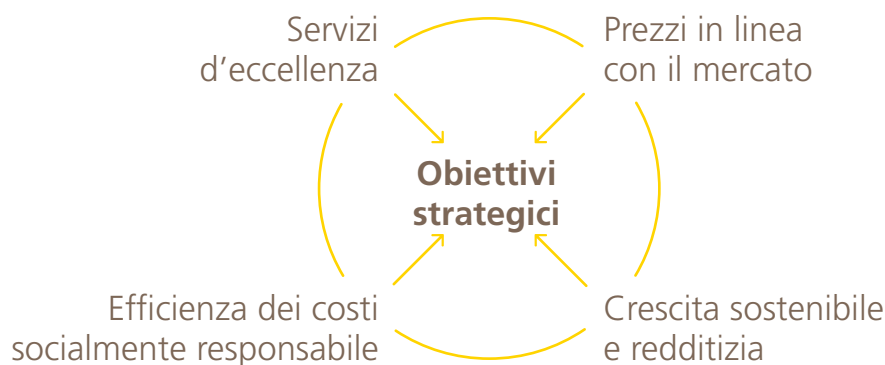 Servizi
d’eccellenza
Prezzi in linea
con il mercato
Obiettivi
strategici
Efficienza dei costi
socialmente responsabile
Crescita sostenibile
e redditizia